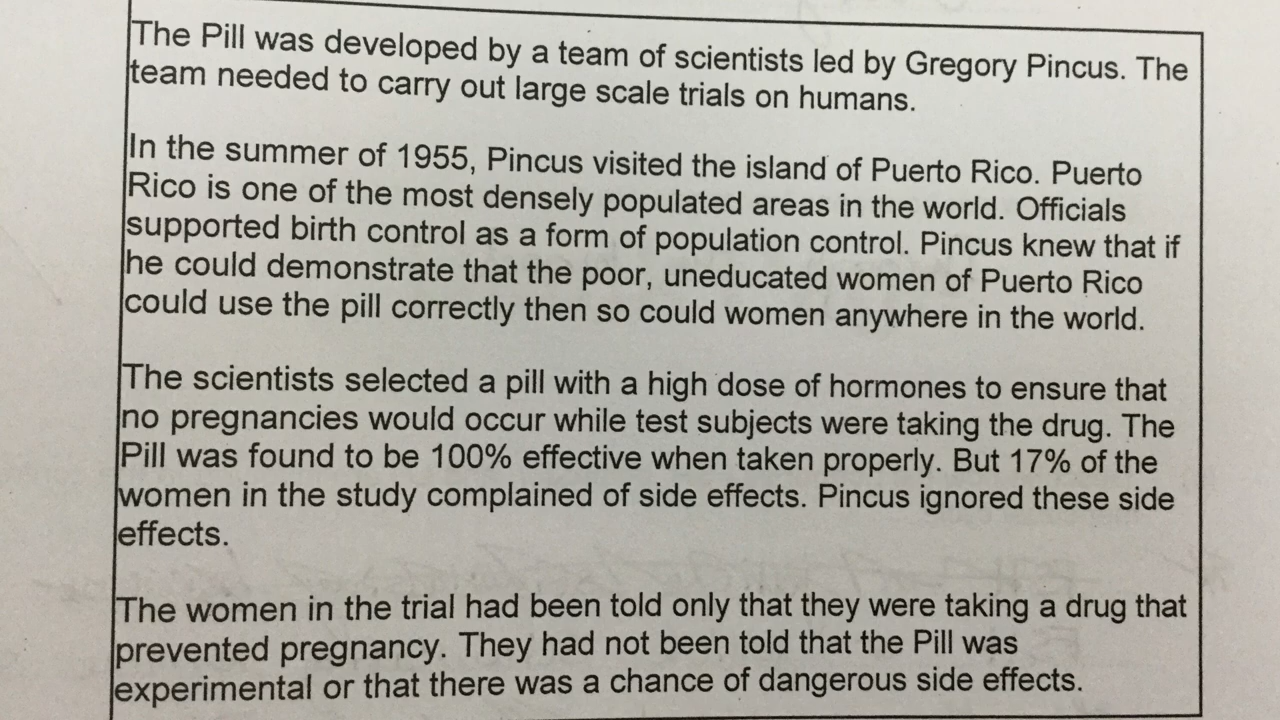 The Pill was developed by a team of scientists led by Gregory Pincus. The
team needed to carry out large scale trials on humans.
In the summer of 1955, Pincus visited the island of Puerto Rico. Puerto
Rico is one of the most densely populated areas in the world. Officials
supported birth control as a form of population control. Pincus knew that if
he could demonstrate that the poor, uneducated women of Puerto Rico
could use the pill correctly then so could women anywhere in the world.
The scientists selected a pill with a high dose of hormones to ensure that
no pregnancies would occur while test subjects were taking the drug. The
Pill was found to be 100% effective when taken properly. But 17% of the
women in the study complained of side effects. Pincus ignored these side
effects.
The women in the trial had been told only that they were taking a drug that
prevented pregnancy. They had not been told that the Pill was
experimental or that there was a chance of dangerous side effects.